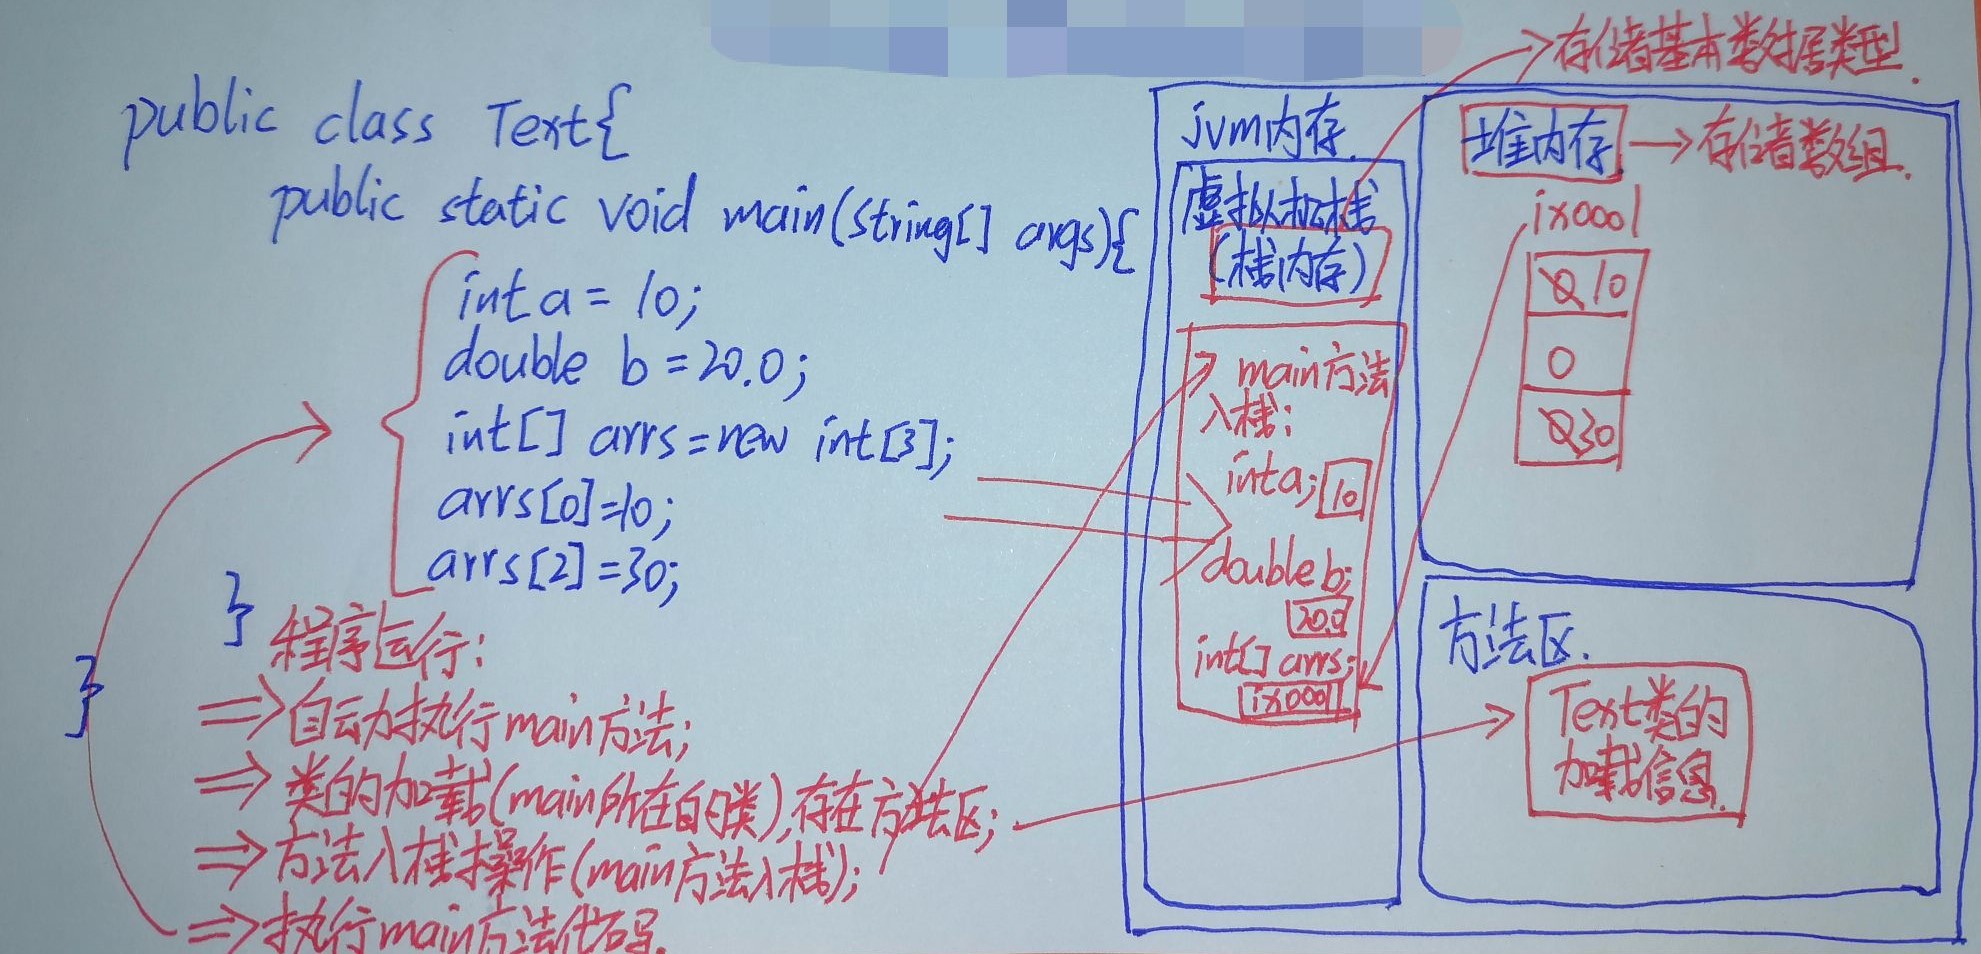 public class Text{
public static void main(String[] args){
int a = 10;
double b = 20.0;
int[] arrs = new int[3];
arrs[0]=10;
arrs[2]=30;
}
}
程序运行:
=> 自动执行main方法;
=> 类的加载(main所在的类),存在方法区;
=> 方法入栈操作(main方法入栈);
=> 执行main方法代码.
存储基本数据类型.
jvm内存.
虚拟机栈
(栈内存)
main方法
入栈:
int a; 10
double b;
20.0
int[] arrs;
ix0001
堆内存 → 存储数组.
ix0001
0 10
0
0 30
方法区.
Text类的
加载信息.